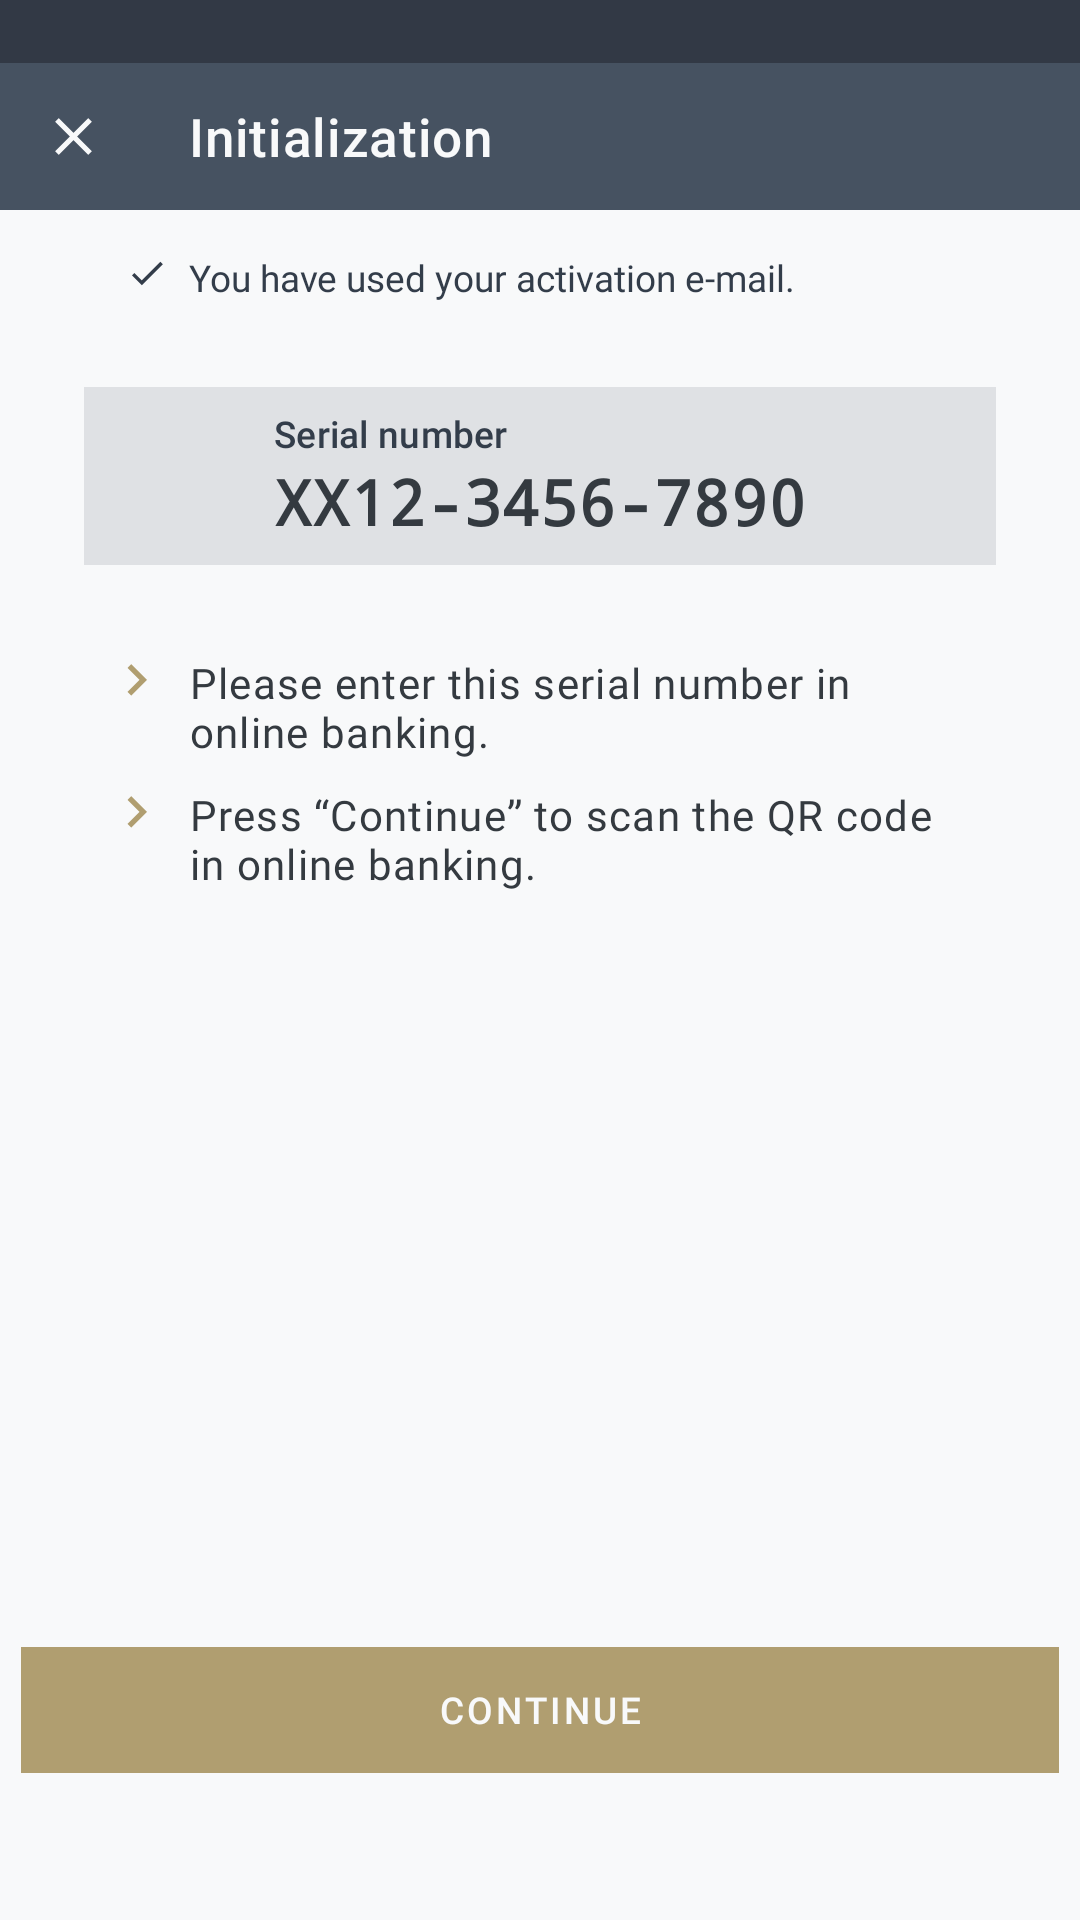 Initialization
You have used your activation e-mail.
Serial number
XX12-3456-7890
Please enter this serial number in
online banking.
Press “Continue” to scan the QR code
in online banking.
CONTINUE